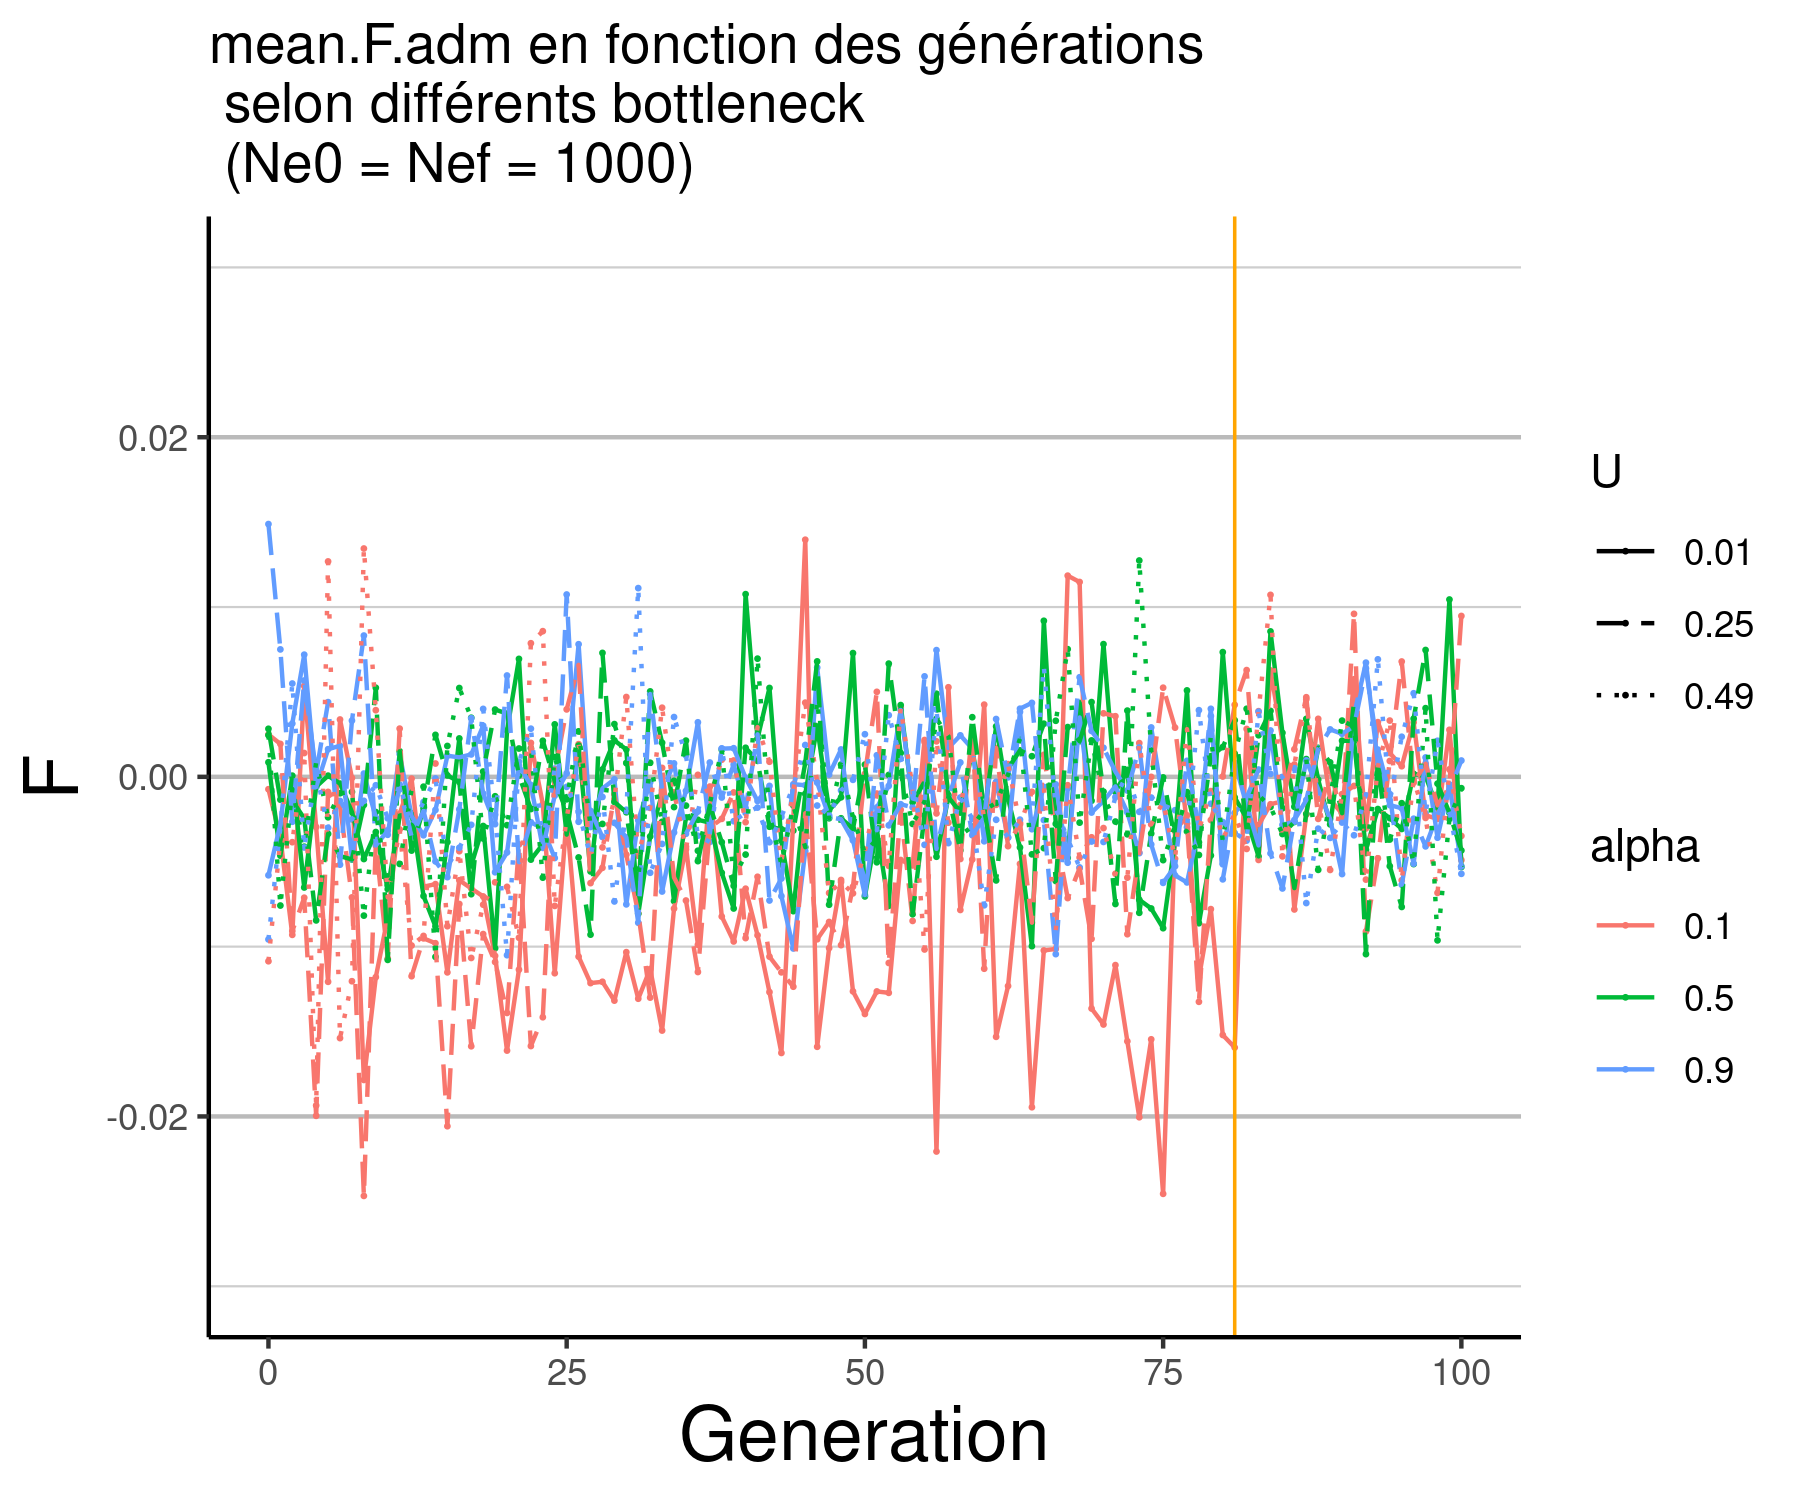 mean.F.adm en fonction des générations
selon différents bottleneck
(Ne0 = Nef = 1000)
F
0.02
0.00
-0.02
0
25
50
75
100
Generation
U
0.01
0.25
0.49
alpha
0.1
0.5
0.9